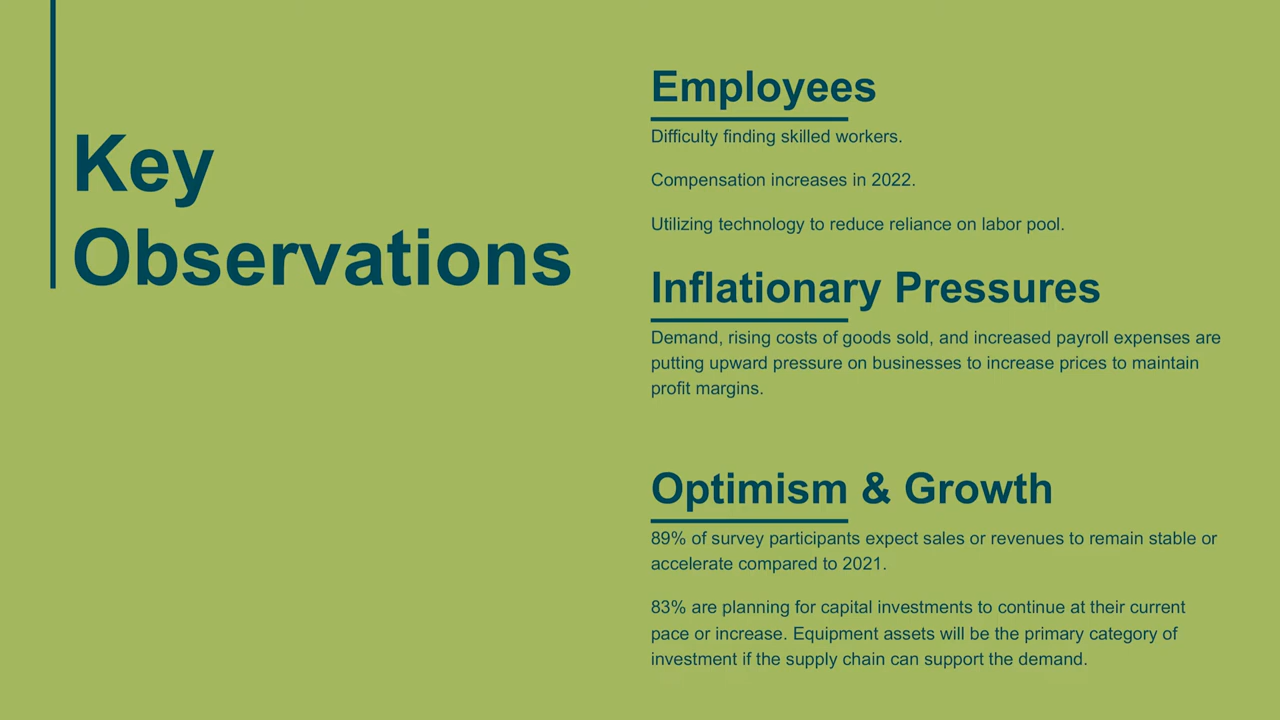 Key
Observations
Employees
Difficulty finding skilled workers.
Compensation increases in 2022.
Utilizing technology to reduce reliance on labor pool.
Inflationary Pressures
Demand, rising costs of goods sold, and increased payroll expenses are
putting upward pressure on businesses to increase prices to maintain
profit margins.
Optimism & Growth
89% of survey participants expect sales or revenues to remain stable or
accelerate compared to 2021.
83% are planning for capital investments to continue at their current
pace or increase. Equipment assets will be the primary category of
investment if the supply chain can support the demand.